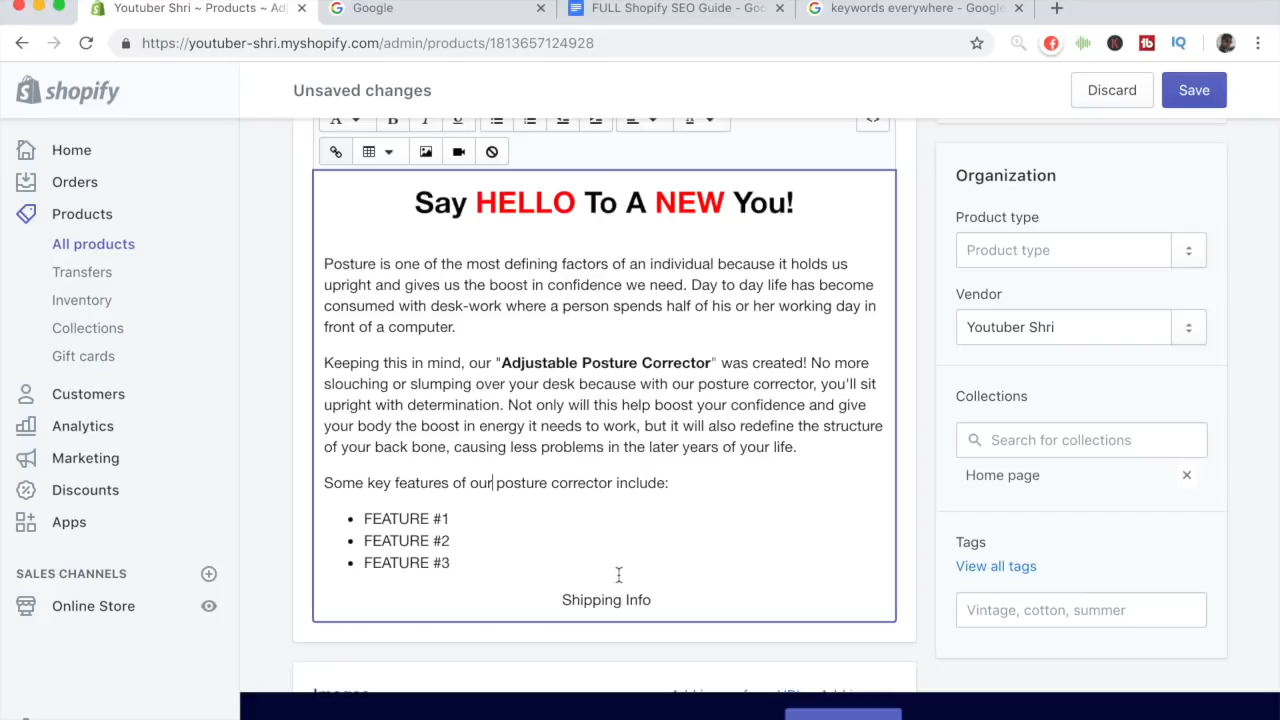 Youtuber Shri ~ Products ~ Ad
Google
FULL Shopify SEO Guide - Goo
keywords everywhere - Google
https://youtuber-shri.myshopify.com/admin/products/1813657124928
tb
IQ
shopify
Unsaved changes
Discard
Save
Home
Orders
Products
All products
Transfers
Inventory
Collections
Gift cards
Customers
Analytics
Marketing
Discounts
Apps
SALES CHANNELS
Online Store
A B I U A <>
Say HELLO To A NEW You!
Posture is one of the most defining factors of an individual because it holds us
upright and gives us the boost in confidence we need. Day to day life has become
consumed with desk-work where a person spends half of his or her working day in
front of a computer.
Keeping this in mind, our "Adjustable Posture Corrector" was created! No more
slouching or slumping over your desk because with our posture corrector, you'll sit
upright with determination. Not only will this help boost your confidence and give
your body the boost in energy it needs to work, but it will also redefine the structure
of your back bone, causing less problems in the later years of your life.
Some key features of our posture corrector include:
• FEATURE #1
• FEATURE #2
• FEATURE #3
Shipping Info
Images
Organization
Product type
Product type
Vendor
Youtuber Shri
Collections
Search for collections
Home page
Tags
View all tags
Vintage, cotton, summer